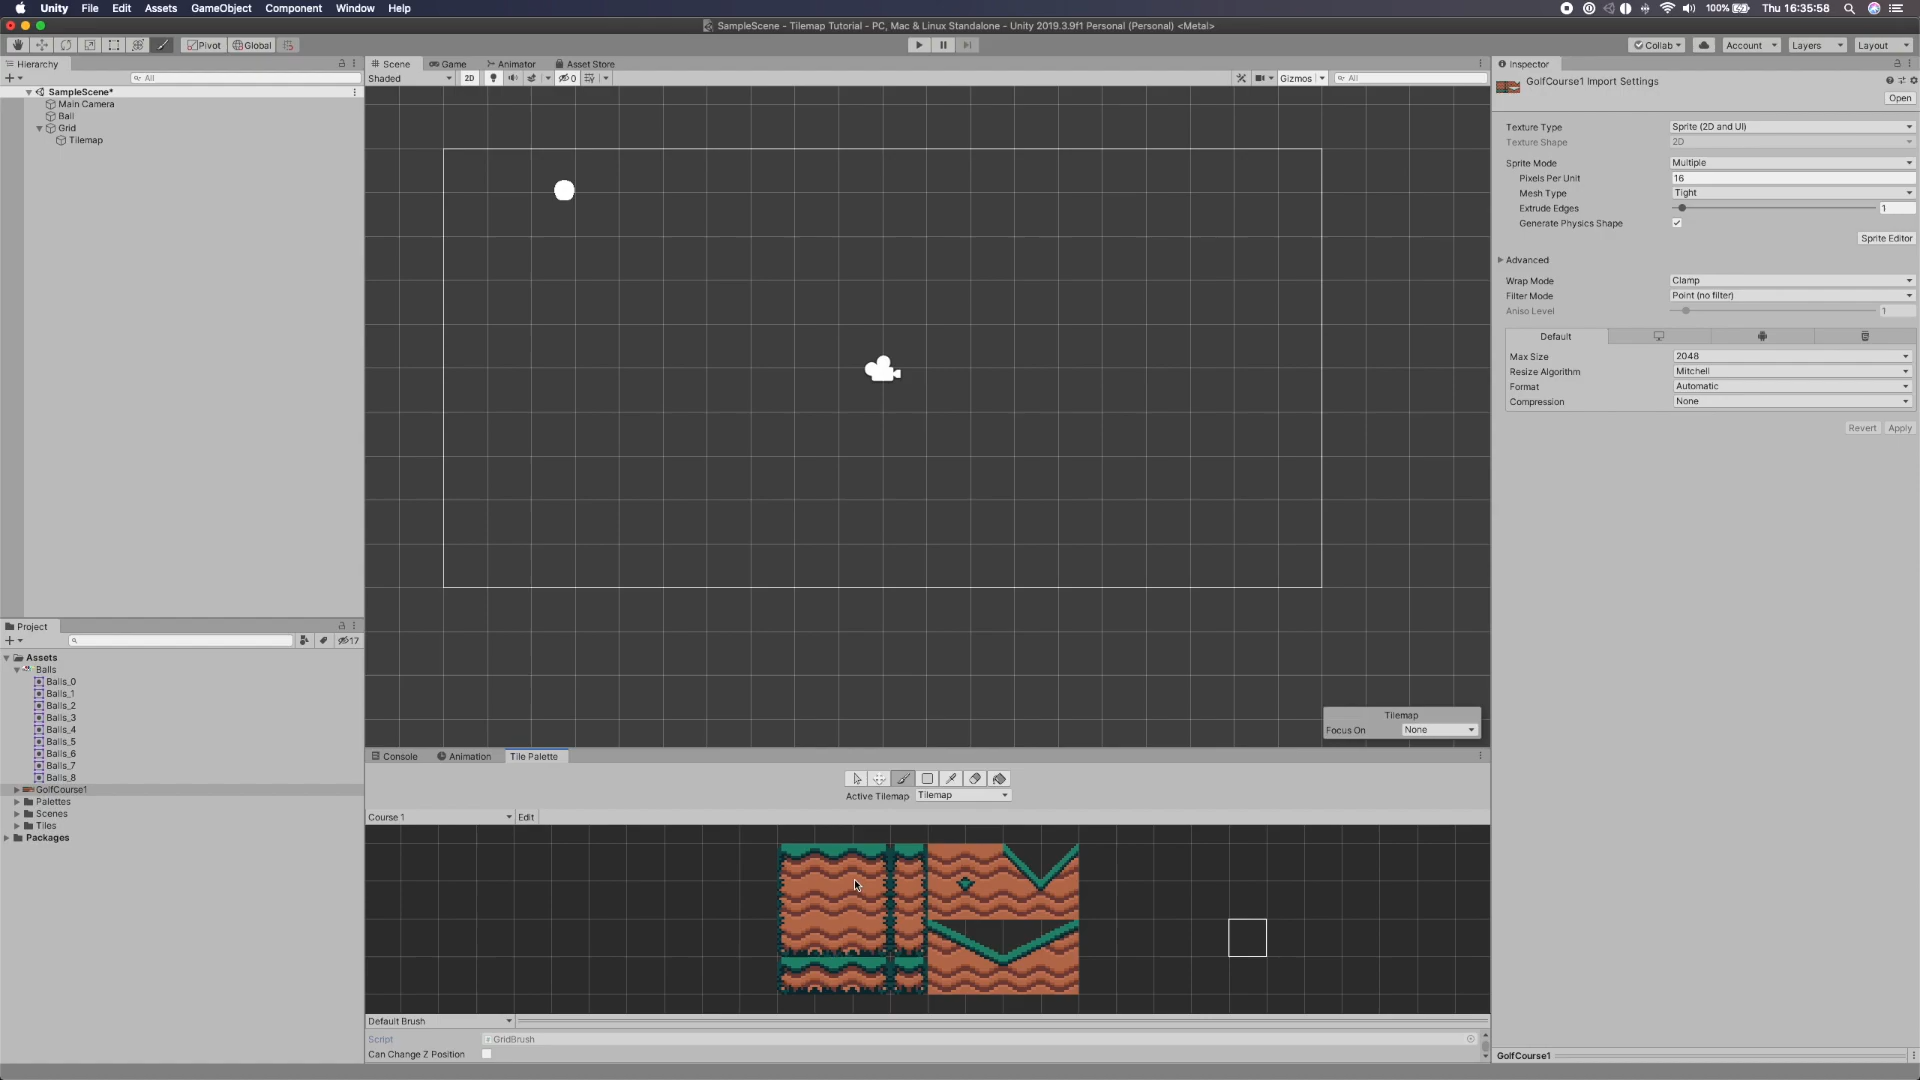 Unity File Edit Assets GameObject Component Window Help 100% Thu 16:35:58
SampleScene - Tilemap Tutorial - PC, Mac & Linux Standalone - Unity 2019.3.9f1 Personal (Personal) <Metal>
Pivot Global Collab Account Layers Layout
Hierarchy
All
SampleScene*
Main Camera
Ball
Grid
Tilemap
Scene Game Animator Asset Store
Shaded 2D 0 Gizmos All
Tilemap
Focus On None
Project
17
Assets
Balls
Balls_0
Balls_1
Balls_2
Balls_3
Balls_4
Balls_5
Balls_6
Balls_7
Balls_8
GolfCourse1
Palettes
Scenes
Tiles
Packages
Console Animation Tile Palette
Active Tilemap Tilemap
Course 1 Edit
Default Brush
Script GridBrush
Can Change Z Position
Inspector
GolfCourse1 Import Settings
Open
Texture Type Sprite (2D and UI)
Texture Shape 2D
Sprite Mode Multiple
Pixels Per Unit 16
Mesh Type Tight
Extrude Edges 1
Generate Physics Shape
Sprite Editor
Advanced
Wrap Mode Clamp
Filter Mode Point (no filter)
Aniso Level 1
Default
Max Size 2048
Resize Algorithm Mitchell
Format Automatic
Compression None
Revert Apply
GolfCourse1